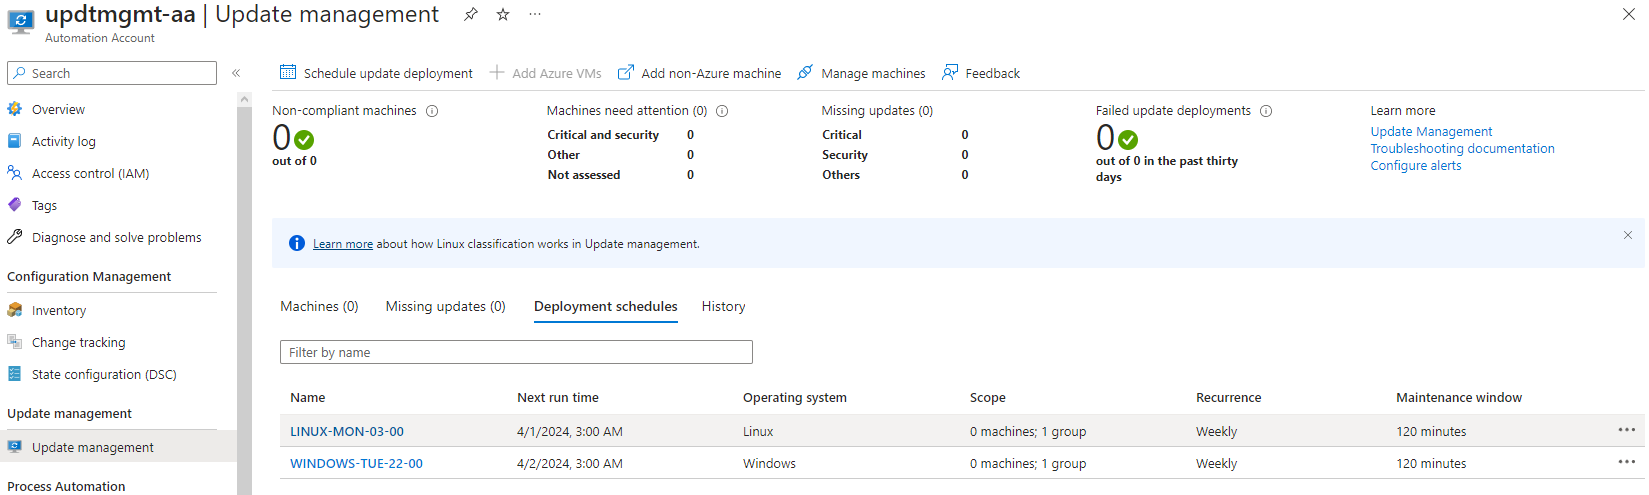 updtmgmt-aa | Update management
Automation Account
Search
Overview
Activity log
Access control (IAM)
Tags
Diagnose and solve problems
Configuration Management
Inventory
Change tracking
State configuration (DSC)
Update management
Update management
Process Automation
Schedule update deployment Add Azure VMs Add non-Azure machine Manage machines Feedback
Non-compliant machines
0
out of 0
Machines need attention (0)
Critical and security 0
Other 0
Not assessed 0
Missing updates (0)
Critical 0
Security 0
Others 0
Failed update deployments
0
out of 0 in the past thirty
days
Learn more
Update Management
Troubleshooting documentation
Configure alerts
Learn more about how Linux classification works in Update management.
Machines (0) Missing updates (0) Deployment schedules History
Filter by name
Name Next run time Operating system Scope Recurrence Maintenance window
LINUX-MON-03-00 4/1/2024, 3:00 AM Linux 0 machines; 1 group Weekly 120 minutes
WINDOWS-TUE-22-00 4/2/2024, 3:00 AM Windows 0 machines; 1 group Weekly 120 minutes